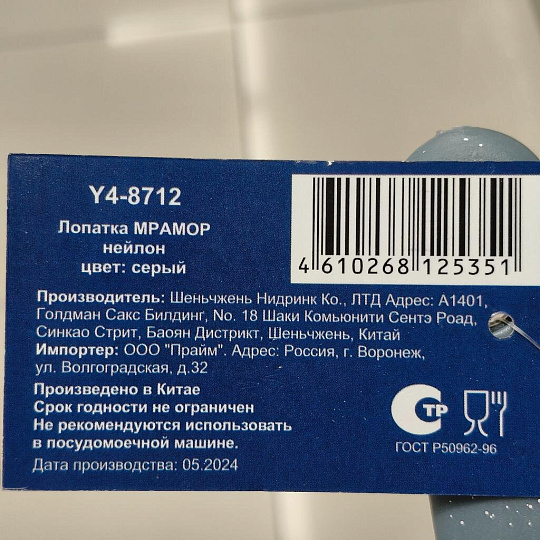 Y4-8712
Лопатка МРАМОР
нейлон
цвет: серый
4 610268 125351
Производитель: Шеньчжень Нидринк Ко., ЛТД Адрес: А1401,
Голдман Сакс Билдинг, No. 18 Шаки Комьюнити Сентэ Роад,
Синкао Стрит, Баоян Дистрикт, Шеньчжень, Китай
Импортер: ООО "Прайм". Адрес: Россия, г. Воронеж,
ул. Волгоградская, д.32
Произведено в Китае
Срок годности не ограничен
Не рекомендуются использовать
в посудомоечной машине.
Дата производства: 05.2024
СТР
ГОСТ Р50962-96